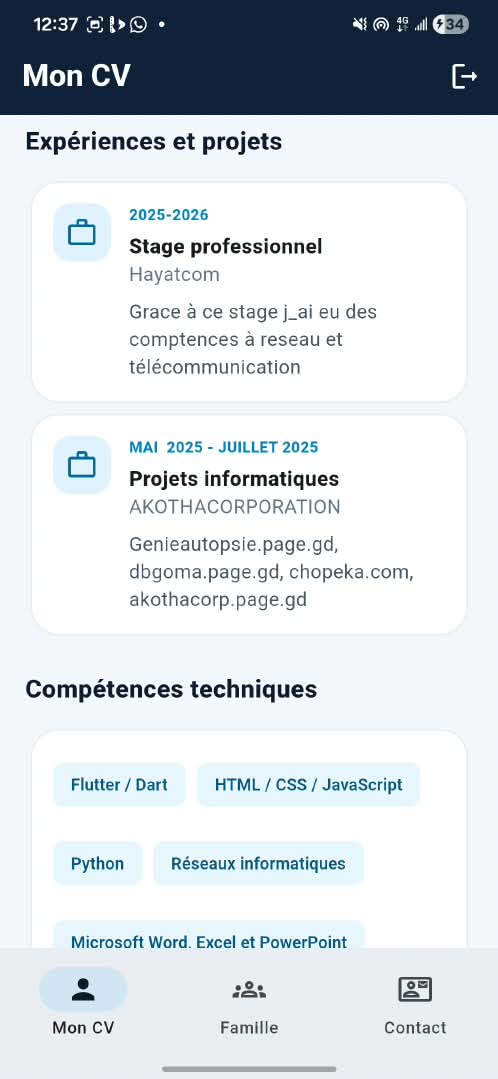 12:37
4G
34
Mon CV
Expériences et projets
2025-2026
Stage professionnel
Hayatcom
Grace à ce stage j_ai eu des
comptences à reseau et
télécommunication
MAI  2025 - JUILLET 2025
Projets informatiques
AKOTHACORPORATION
Genieautopsie.page.gd,
dbgoma.page.gd, chopeka.com,
akothacorp.page.gd
Compétences techniques
Flutter / Dart
HTML / CSS / JavaScript
Python
Réseaux informatiques
Microsoft Word, Excel et PowerPoint
Mon CV
Famille
Contact